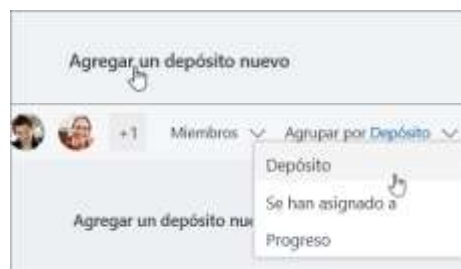 Agregar un depósito nuevo
+1 Miembros Agrupar por Depósito
Depósito
Se han asignado a
Agregar un depósito nue
Progreso